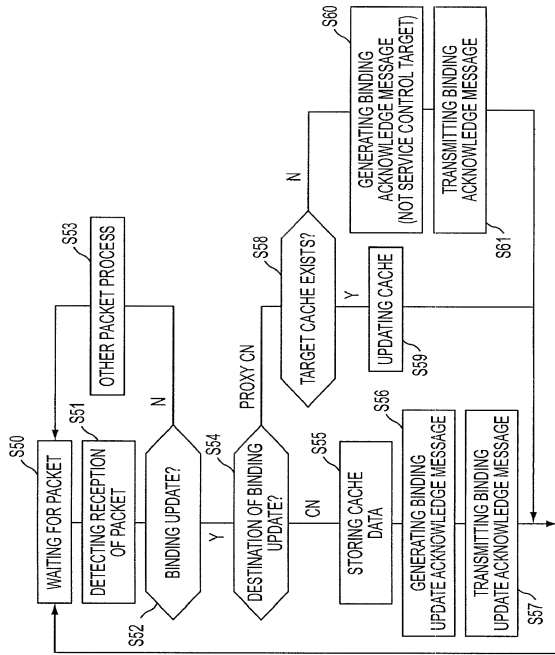 S50
WAITING FOR PACKET
S51
DETECTING RECEPTION
OF PACKET
S53
OTHER PACKET PROCESS
S52
BINDING UPDATE?
N
Y
S54
DESTINATION OF BINDING
UPDATE?
PROXY CN
CN
S55
STORING CACHE
DATA
S56
GENERATING BINDING
UPDATE ACKNOWLEDGE MESSAGE
TRANSMITTING BINDING
UPDATE ACKNOWLEDGE MESSAGE
S57
S58
TARGET CACHE EXISTS?
N
Y
UPDATING CACHE
S59
S60
GENERATING BINDING
ACKNOWLEDGE MESSAGE
(NOT SERVICE CONTROL TARGET)
TRANSMITTING BINDING
ACKNOWLEDGE MESSAGE
S61